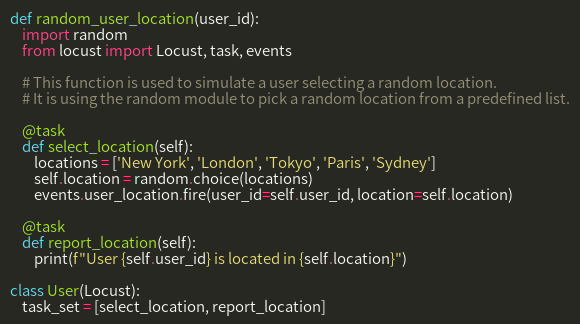 def random_user_location(user_id):
    import random
    from locust import Locust, task, events

    # This function is used to simulate a user selecting a random location.
    # It is using the random module to pick a random location from a predefined list.

    @task
    def select_location(self):
        locations = ['New York', 'London', 'Tokyo', 'Paris', 'Sydney']
        self.location = random.choice(locations)
        events.user_location.fire(user_id=self.user_id, location=self.location)

    @task
    def report_location(self):
        print(f"User {self.user_id} is located in {self.location}")

class User(Locust):
    task_set = [select_location, report_location]